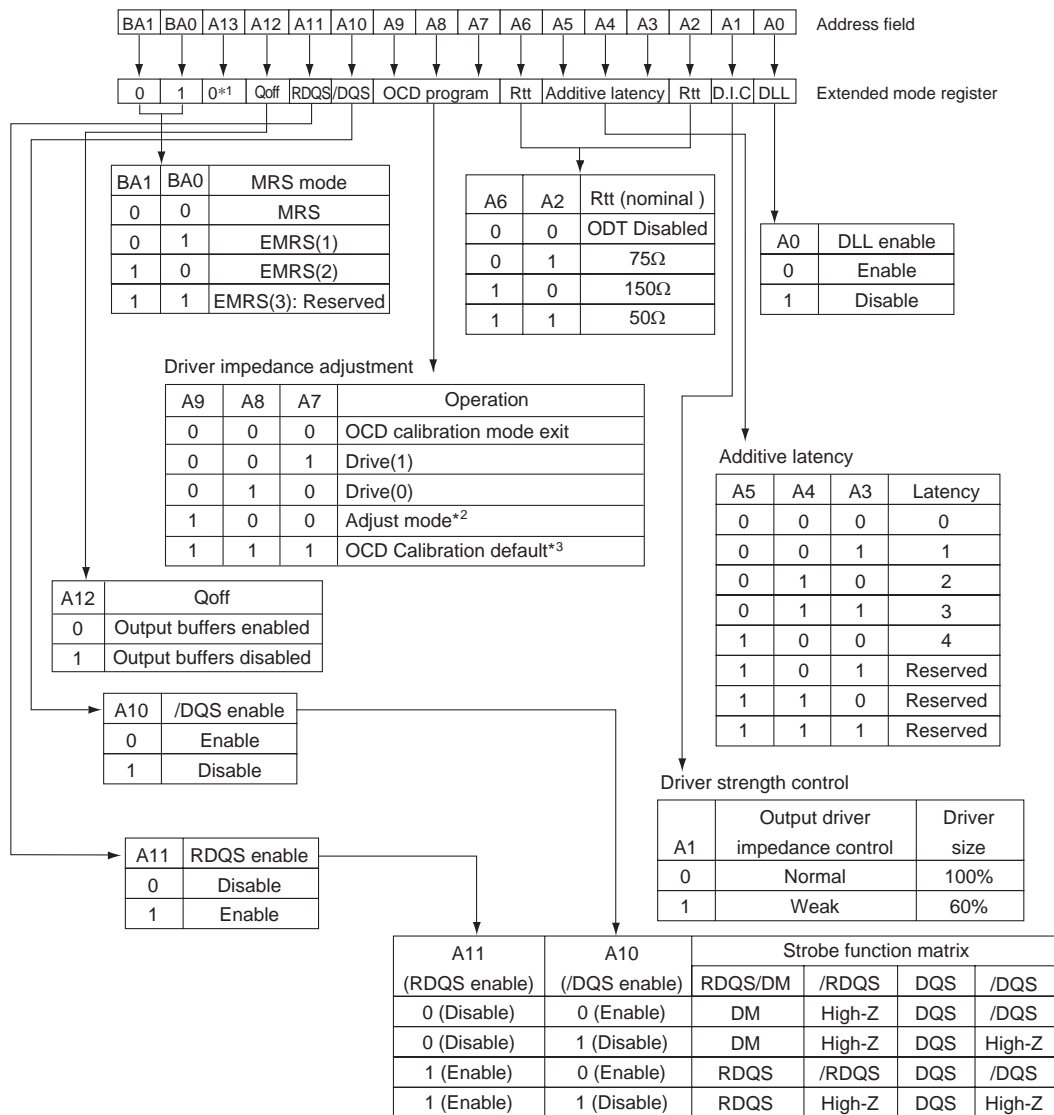 BA1 BA0 A13 A12 A11 A10 A9 A8 A7 A6 A5 A4 A3 A2 A1 A0 Address field
0 1 0*1 Qoff RDQS /DQS OCD program Rtt Additive latency Rtt D.I.C DLL Extended mode register
BA1 BA0 MRS mode
0 0 MRS
0 1 EMRS(1)
1 0 EMRS(2)
1 1 EMRS(3): Reserved
A6 A2 Rtt (nominal )
0 0 ODT Disabled
0 1 75Ω
1 0 150Ω
1 1 50Ω
A0 DLL enable
0 Enable
1 Disable
Driver impedance adjustment
A9 A8 A7 Operation
0 0 0 OCD calibration mode exit
0 0 1 Drive(1)
0 1 0 Drive(0)
1 0 0 Adjust mode*2
1 1 1 OCD Calibration default*3
Additive latency
A5 A4 A3 Latency
0 0 0 0
0 0 1 1
0 1 0 2
0 1 1 3
1 0 0 4
1 0 1 Reserved
1 1 0 Reserved
1 1 1 Reserved
A12 Qoff
0 Output buffers enabled
1 Output buffers disabled
A10 /DQS enable
0 Enable
1 Disable
Driver strength control
Output driver Driver
A1 impedance control size
0 Normal 100%
1 Weak 60%
A11 RDQS enable
0 Disable
1 Enable
A11 A10 Strobe function matrix
(RDQS enable) (/DQS enable) RDQS/DM /RDQS DQS /DQS
0 (Disable) 0 (Enable) DM High-Z DQS /DQS
0 (Disable) 1 (Disable) DM High-Z DQS High-Z
1 (Enable) 0 (Enable) RDQS /RDQS DQS /DQS
1 (Enable) 1 (Disable) RDQS High-Z DQS High-Z